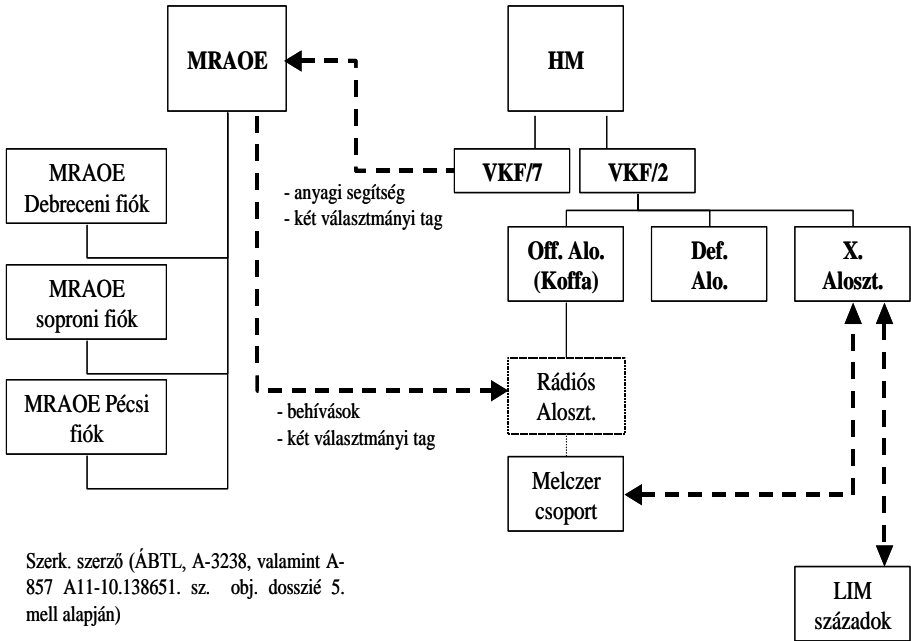 MRAOE
HM
MRAOE
Debreceni fiók
VKF/7
VKF/2
- anyagi segítség
- két választmányi tag
Off. Alo.
(Koffa)
Def.
Alo.
X.
Aloszt.
MRAOE
soproni fiók
Rádiós
Aloszt.
MRAOE Pécsi
fiók
- behívások
- két választmányi tag
Melczer
csoport
Szerk. szerző (ÁBTL, A-3238, valamint A-
857 A11-10.138651. sz. obj. dosszié 5.
mell alapján)
LIM
századok